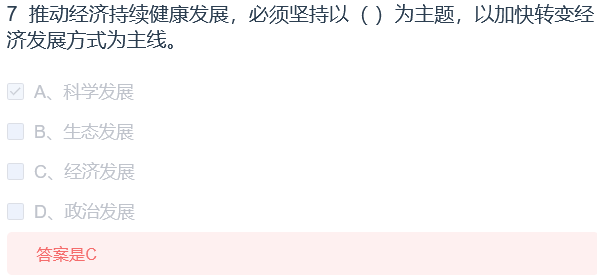 7 推动经济持续健康发展，必须坚持以（ ）为主题，以加快转变经
济发展方式为主线。
A、科学发展
B、生态发展
C、经济发展
D、政治发展
答案是C